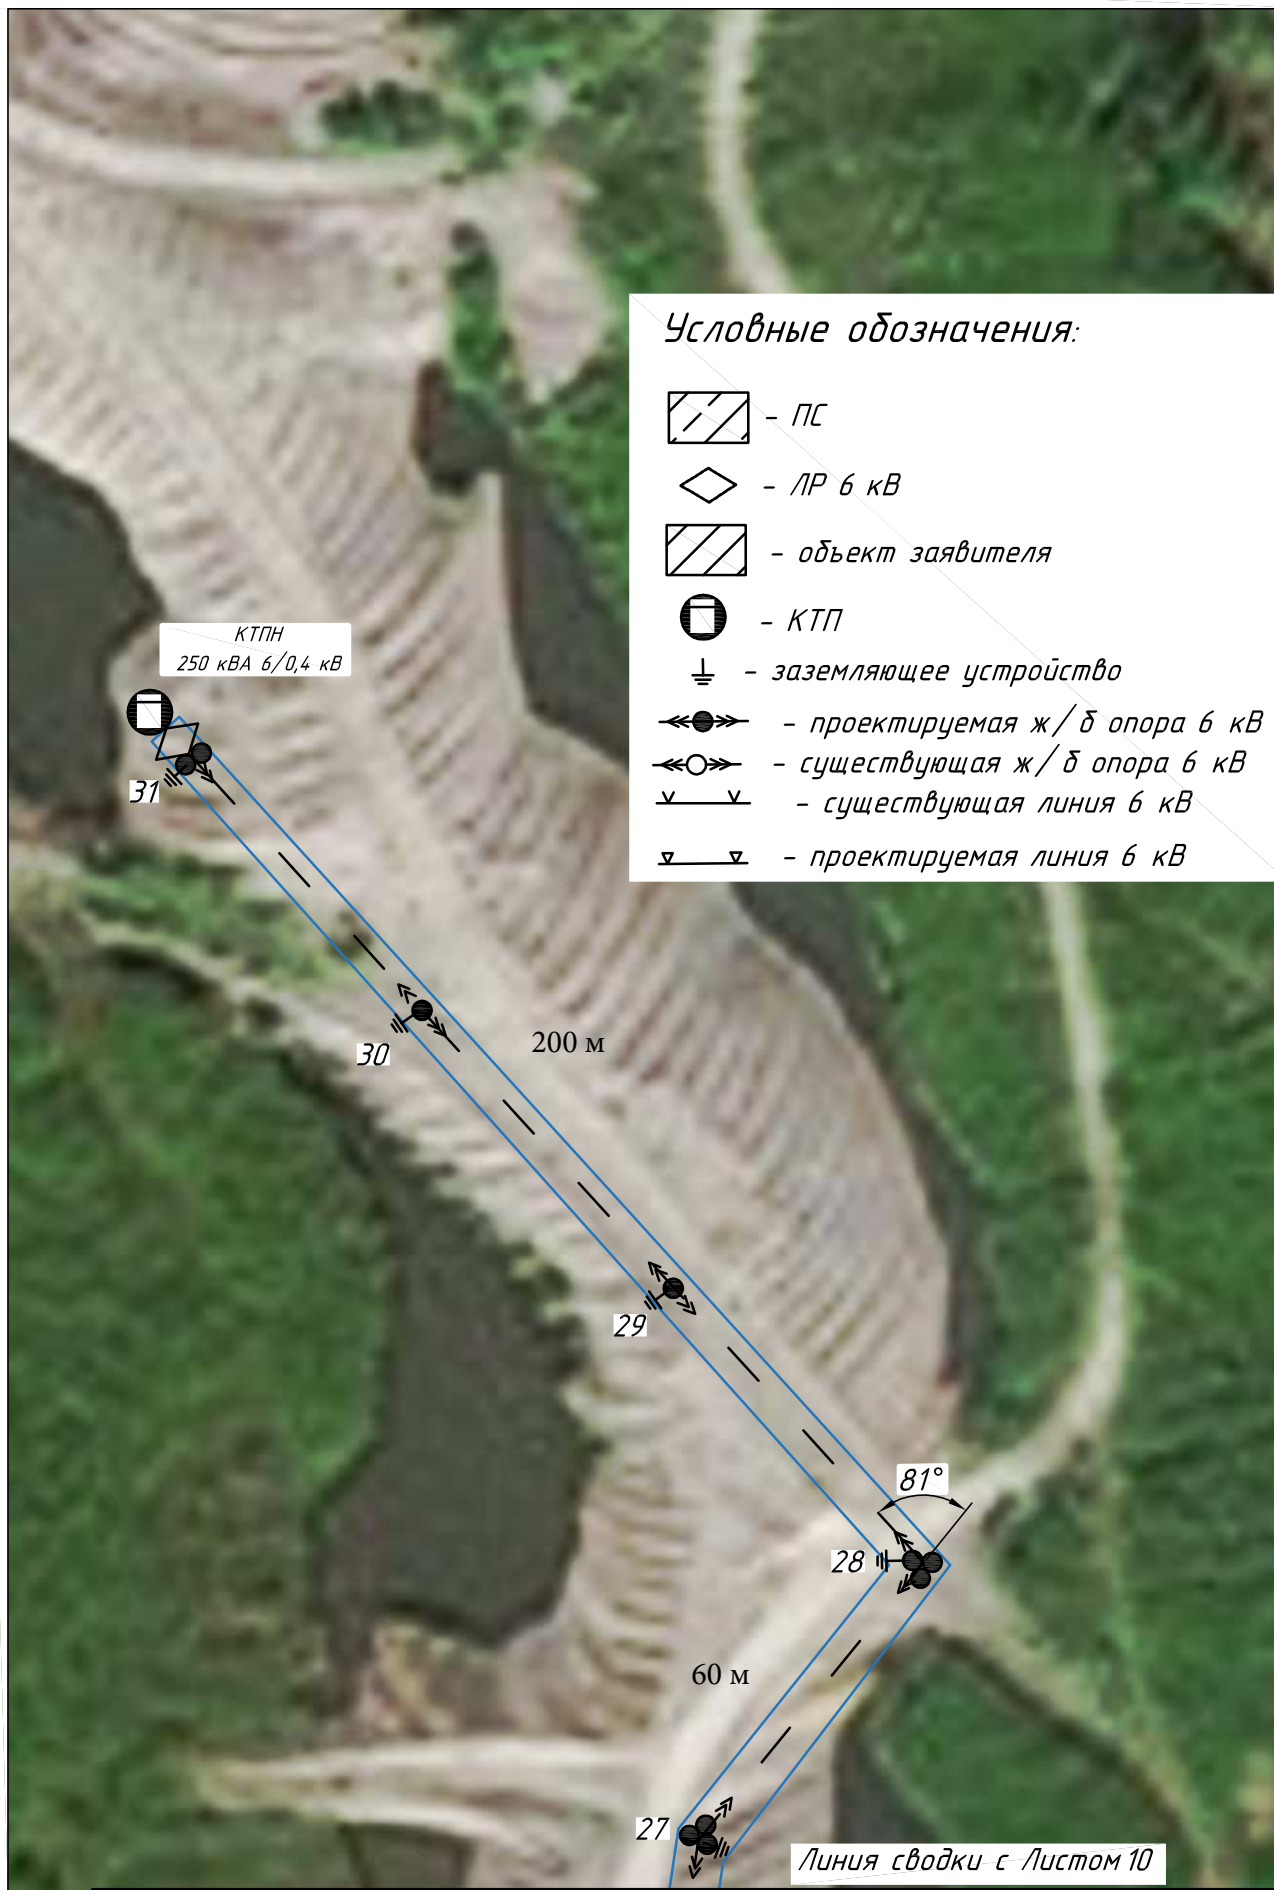 Условные обозначения:
- ПС
- ЛР 6 кВ
- обьект заявителя
- КТП
- заземляющее устройство
- проектируемая ж/б опора 6 кВ
- существующая ж/б опора 6 кВ
- существующая линия 6 кВ
- проектируемая линия 6 кВ
КТПН
250 кВА 6/0,4 кВ
31
30
200 м
29
81°
28
60 м
27
Линия сводки с Листом 10